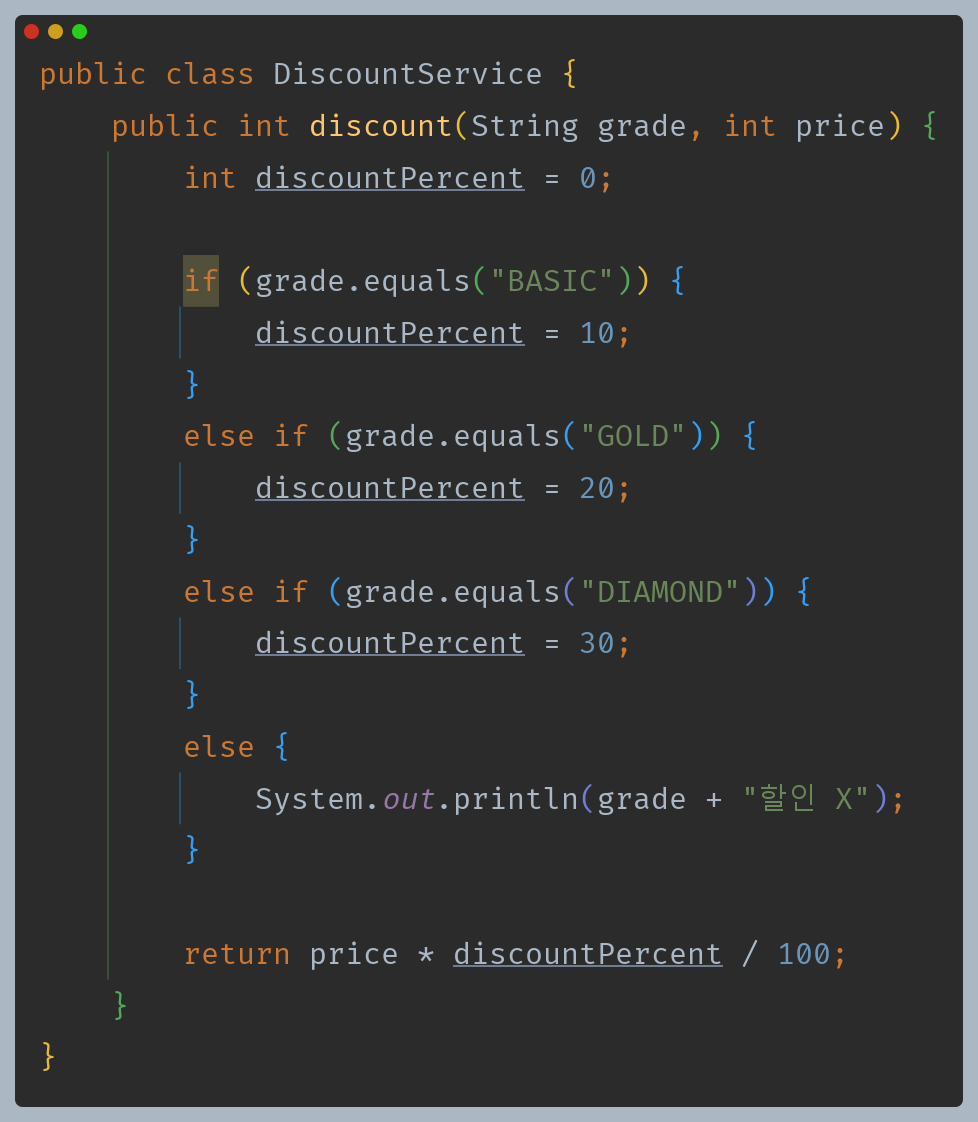 public class DiscountService {
    public int discount(String grade, int price) {
        int discountPercent = 0;

        if (grade.equals("BASIC")) {
            discountPercent = 10;
        }
        else if (grade.equals("GOLD")) {
            discountPercent = 20;
        }
        else if (grade.equals("DIAMOND")) {
            discountPercent = 30;
        }
        else {
            System.out.println(grade + "할인 X");
        }

        return price * discountPercent / 100;
    }
}